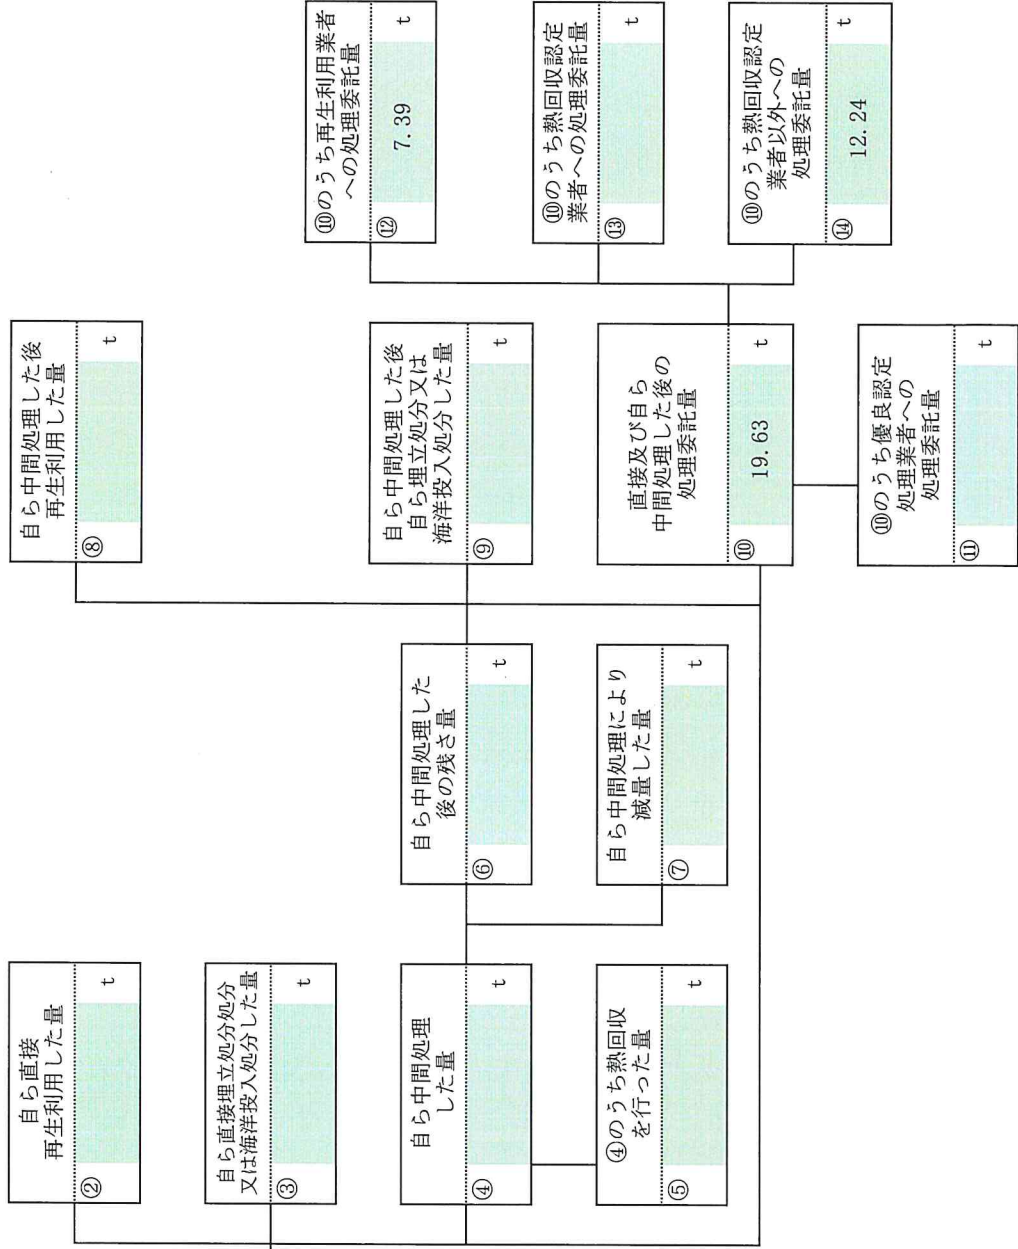 自ら直接
再生利用した量
② t
自ら直接埋立処分処分
又は海洋投入処分した量
③ t
自ら中間処理
した量
④ t
④のうち熱回収
を行った量
⑤ t
自ら中間処理した
後の残さ量
⑥ t
自ら中間処理により
減量した量
⑦ t
自ら中間処理した後
再生利用した量
⑧ t
自ら中間処理した後
自ら埋立処分又は
海洋投入処分した量
⑨ t
直接及び自ら
中間処理した後の
処理委託量
⑩ 19.63 t
⑩のうち優良認定
処理業者への
処理委託量
⑪ t
⑩のうち再生利用業者
への処理委託量
⑫ 7.39 t
⑩のうち熱回収認定
業者への処理委託量
⑬ t
⑩のうち熱回収認定
業者以外への
処理委託量
⑭ 12.24 t